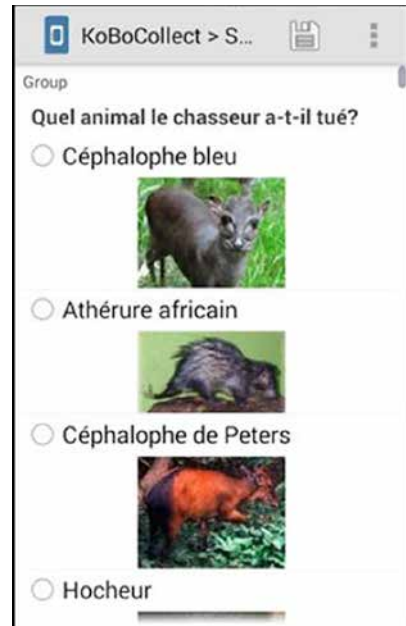 KoBoCollect > S...
Group
Quel animal le chasseur a-t-il tué?
Céphalophe bleu
Athérure africain
Céphalophe de Peters
Hocheur